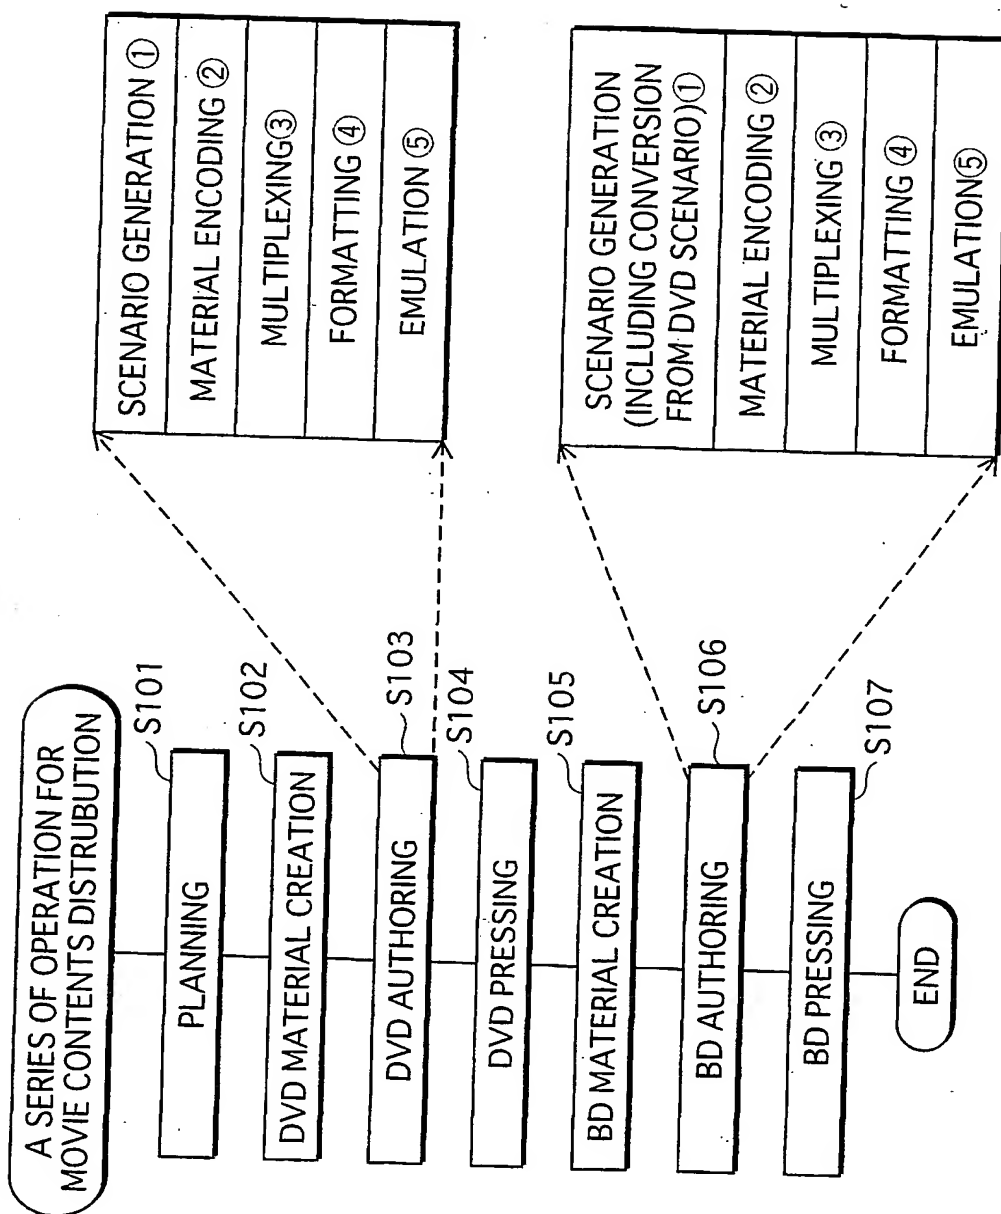 A SERIES OF OPERATION FOR
MOVIE CONTENTS DISTRUBUTION
PLANNING
S101
DVD MATERIAL CREATION
S102
DVD AUTHORING
S103
DVD PRESSING
S104
BD MATERIAL CREATION
S105
BD AUTHORING
S106
BD PRESSING
S107
END
SCENARIO GENERATION ①
MATERIAL ENCODING ②
MULTIPLEXING③
FORMATTING ④
EMULATION ⑤
SCENARIO GENERATION
(INCLUDING CONVERSION
FROM DVD SCENARIO)①
MATERIAL ENCODING ②
MULTIPLEXING ③
FORMATTING ④
EMULATION⑤